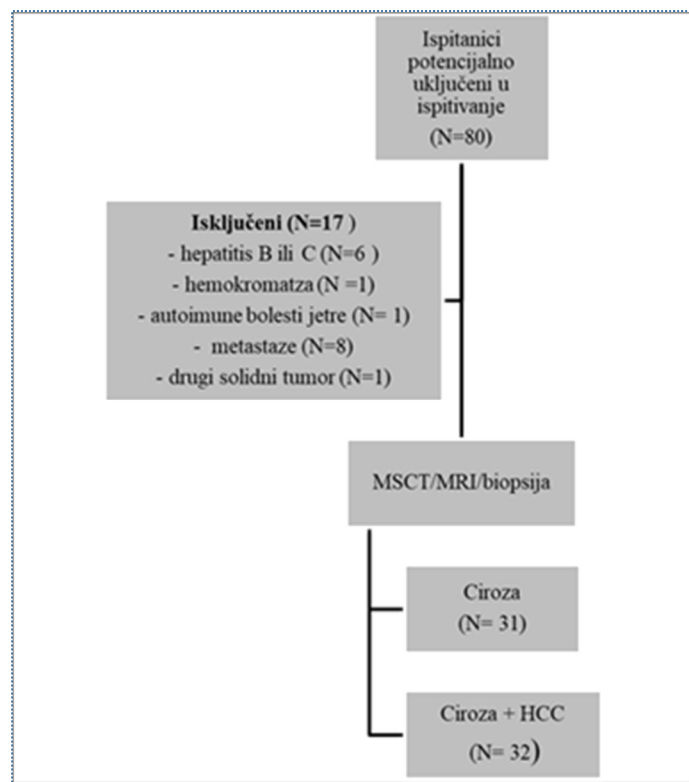 Ispitanici
potencijalno
uključeni u
ispitivanje
(N=80)
Isključeni (N=17 )
- hepatitis B ili C (N=6 )
- hemokromatza (N =1)
- autoimune bolesti jetre (N= 1)
- metastaze (N=8)
- drugi solidni tumor (N=1)
MSCT/MRI/biopsija
Ciroza
(N= 31)
Ciroza + HCC
(N= 32)